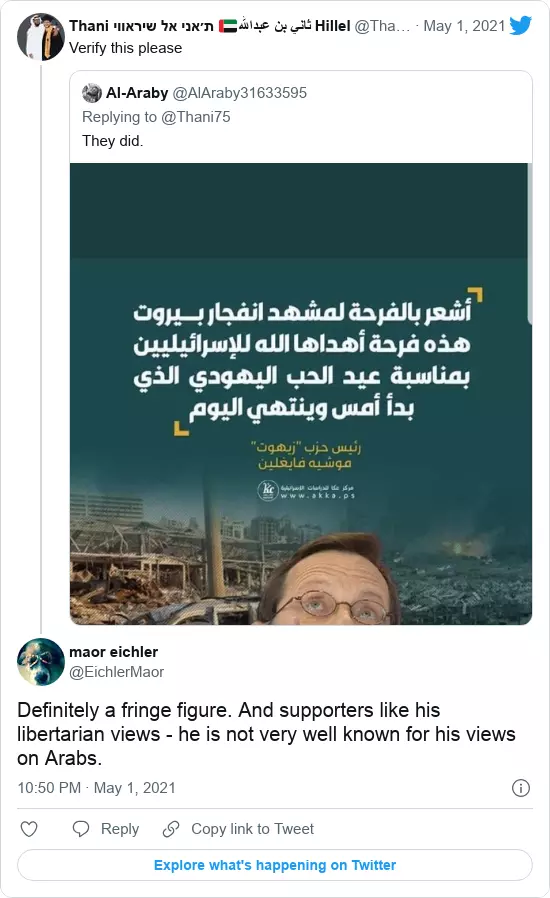 Thani ת׳אני אל שיראווי 🇦🇪ثاني بن عبدالله Hillel @Tha… · May 1, 2021
Verify this please
Al-Araby @AlAraby31633595
Replying to @Thani75
They did.
أشعر بالفرحة لمشهد انفجار بـيـروت
هذه فرحة أهداها الله للإسرائيليين
بمناسبة عيد الحب اليهودي الذي
بدأ أمس وينتهي اليوم
رئيس حزب "زيهوت"
موشيه فايغلين
مركز عكا للدراسات الإسرائيلية
www.akka.ps
maor eichler
@EichlerMaor
Definitely a fringe figure. And supporters like his
libertarian views - he is not very well known for his views
on Arabs.
10:50 PM · May 1, 2021
Reply
Copy link to Tweet
Explore what's happening on Twitter